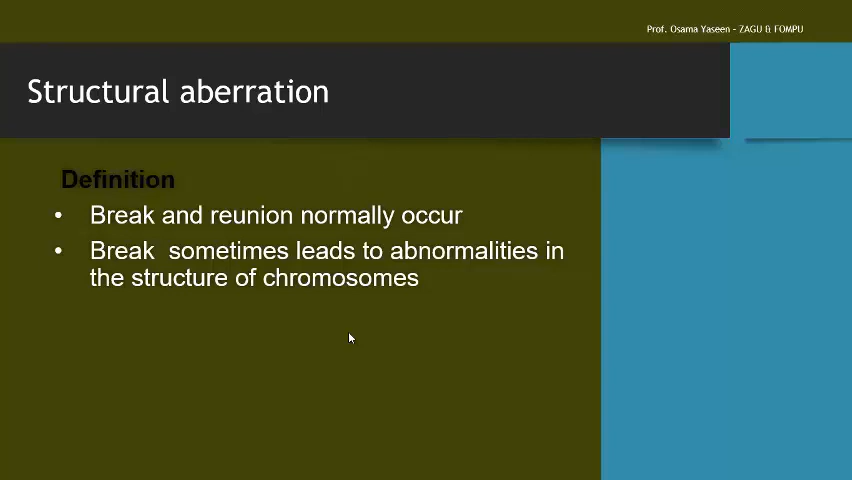 Prof. Osama Yaseen - ZAGU & FOMPU
Structural aberration
Definition
• Break and reunion normally occur
• Break sometimes leads to abnormalities in
the structure of chromosomes